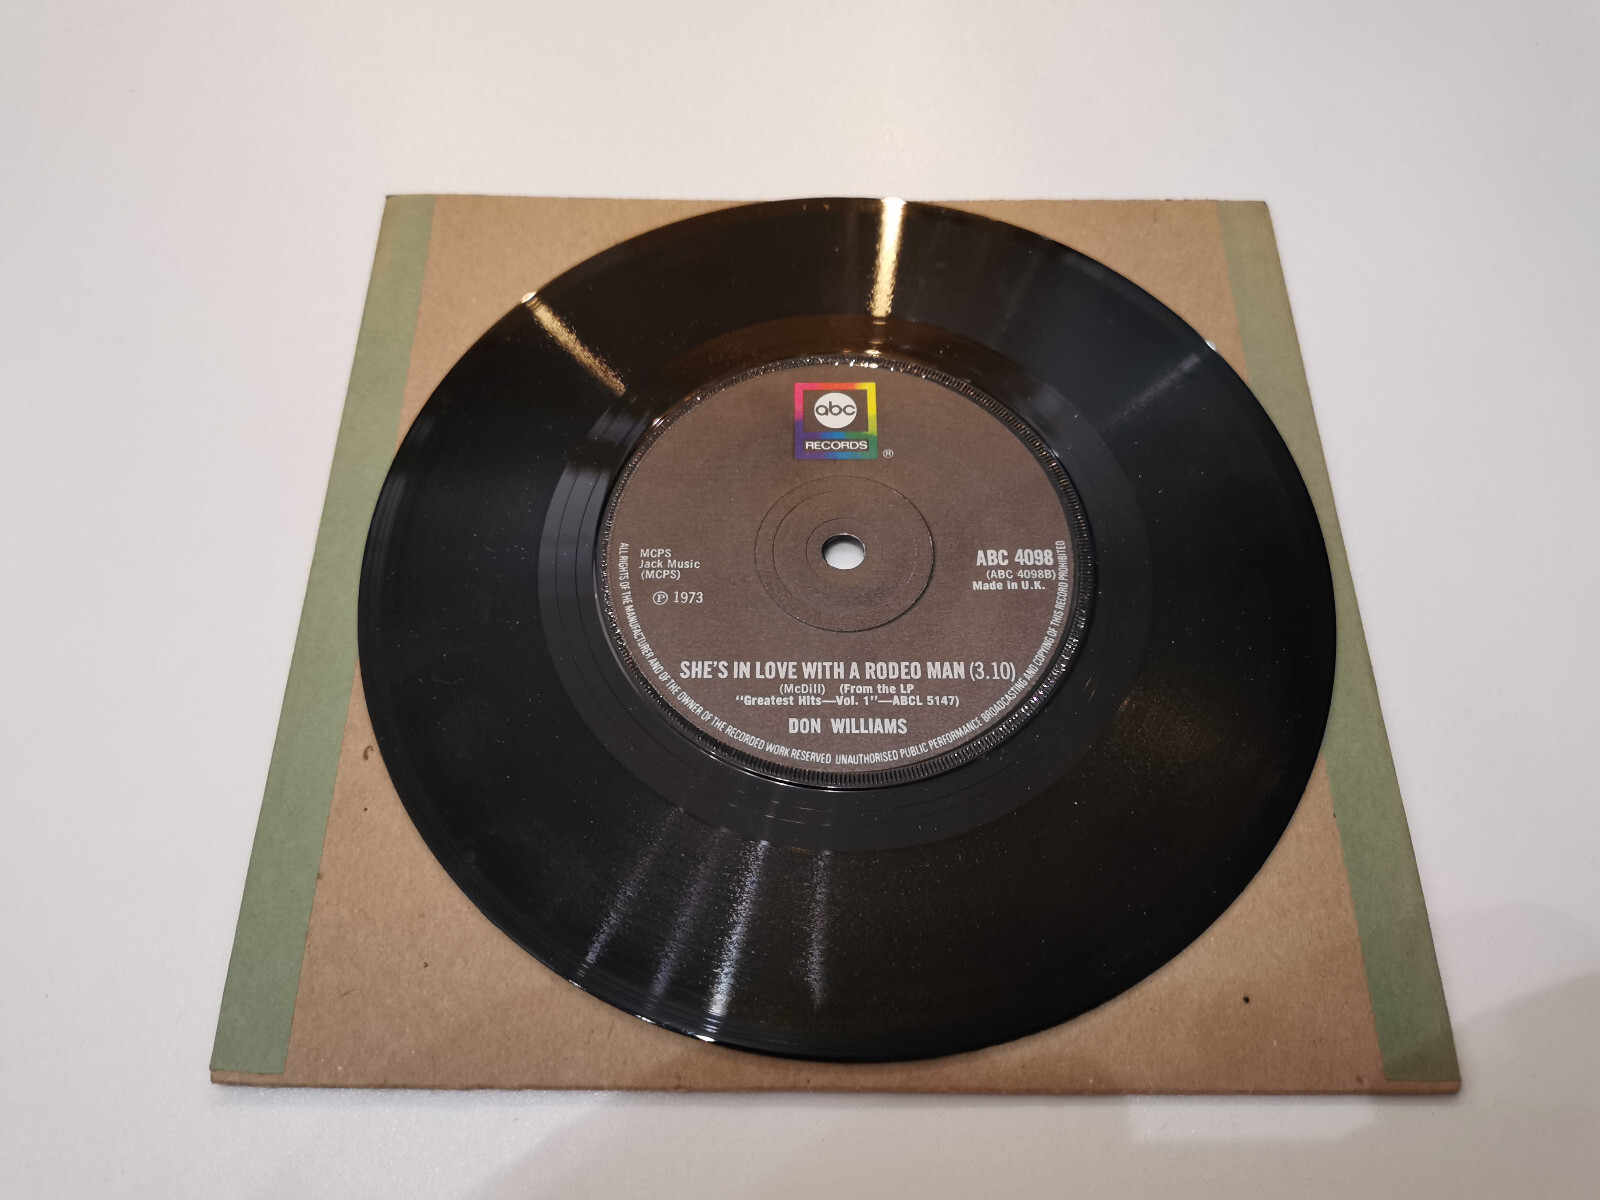 abc
RECORDS
®
MCPS
Jack Music
(MCPS)
℗ 1973
ABC 4098
(ABC 4098B)
Made in U.K.
SHE'S IN LOVE WITH A RODEO MAN (3.10)
(McDill) (From the LP
"Greatest Hits—Vol. 1"—ABCL 5147)
DON WILLIAMS
ALL RIGHTS OF THE MANUFACTURER AND OF THE OWNER OF THE RECORDED WORK RESERVED UNAUTHORISED PUBLIC PERFORMANCE BROADCASTING AND COPYING OF THIS RECORD PROHIBITED